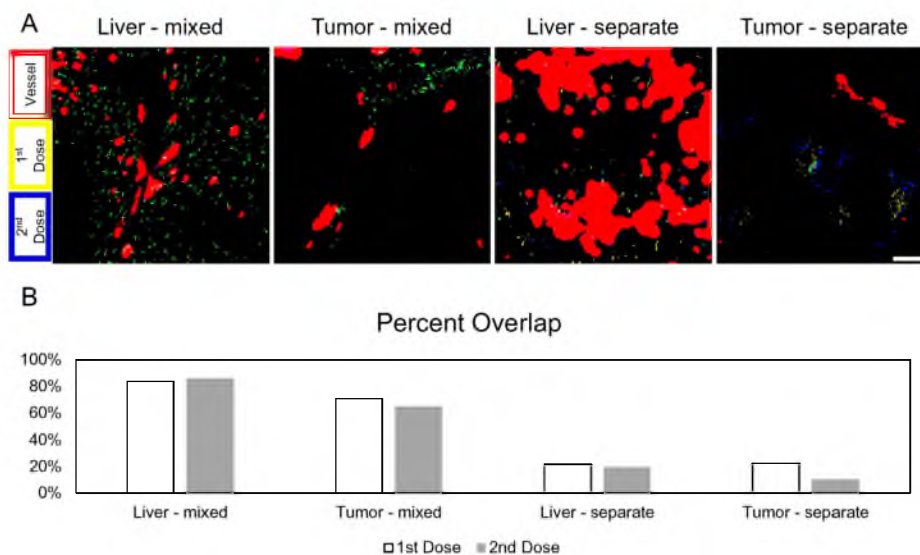 A
Liver - mixed
Tumor - mixed
Liver - separate
Tumor - separate
Vessel
1st
Dose
2nd
Dose
B
Percent Overlap
100%
80%
60%
40%
20%
0%
Liver - mixed
Tumor - mixed
Liver - separate
Tumor - separate
1st Dose
2nd Dose